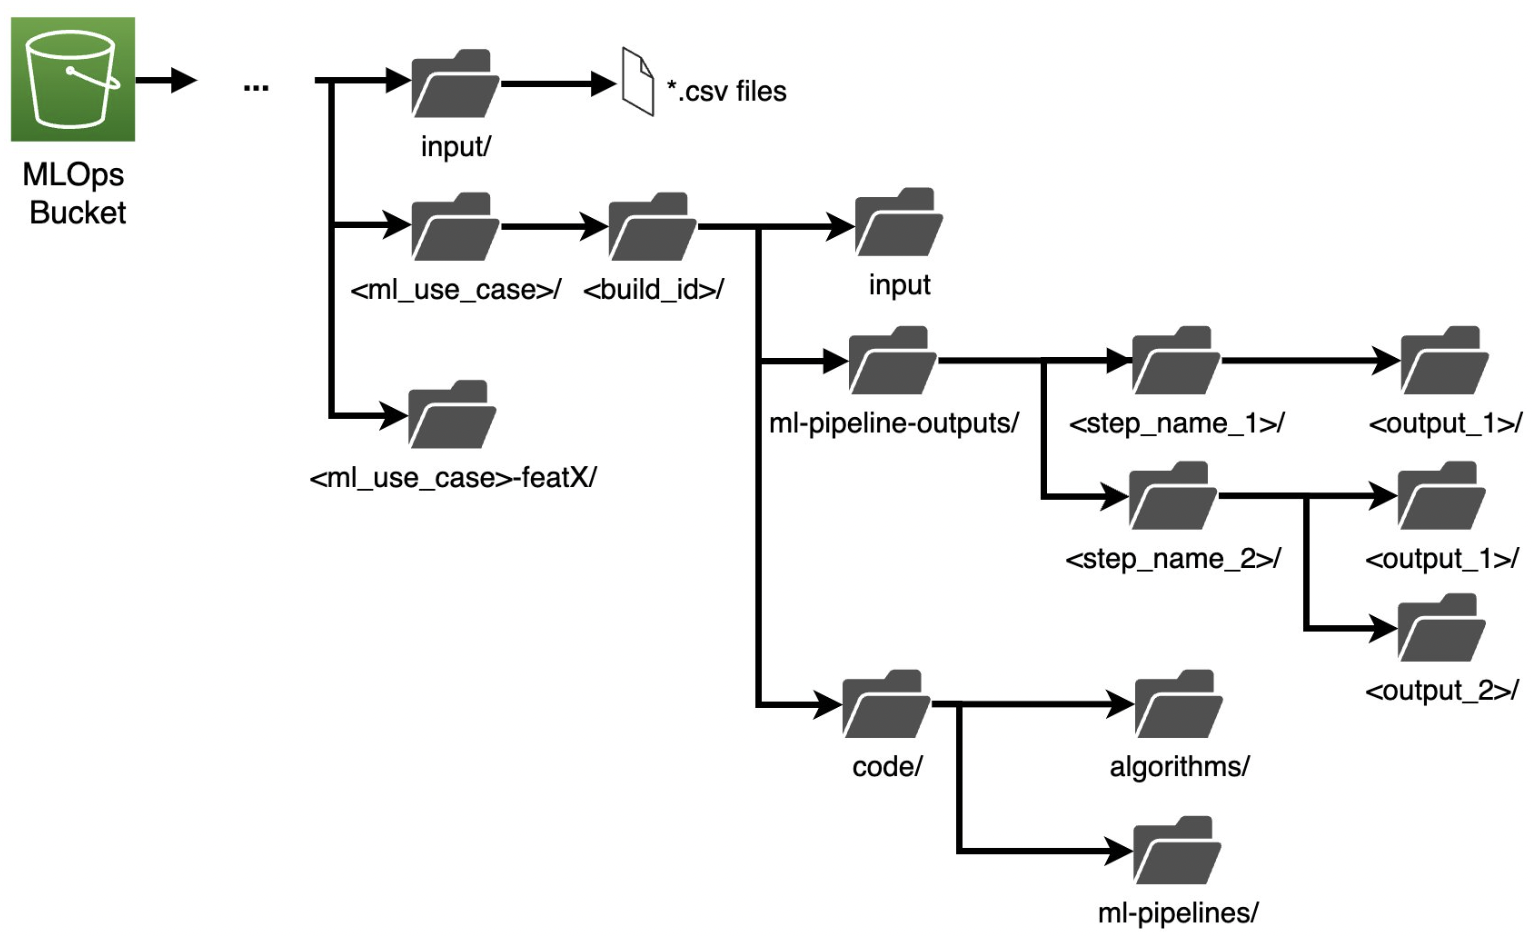 ...
*.csv files
input/
MLOps
Bucket
input
<ml_use_case>/
<build_id>/
ml-pipeline-outputs/
<step_name_1>/
<output_1>/
<ml_use_case>-featX/
<step_name_2>/
<output_1>/
<output_2>/
code/
algorithms/
ml-pipelines/